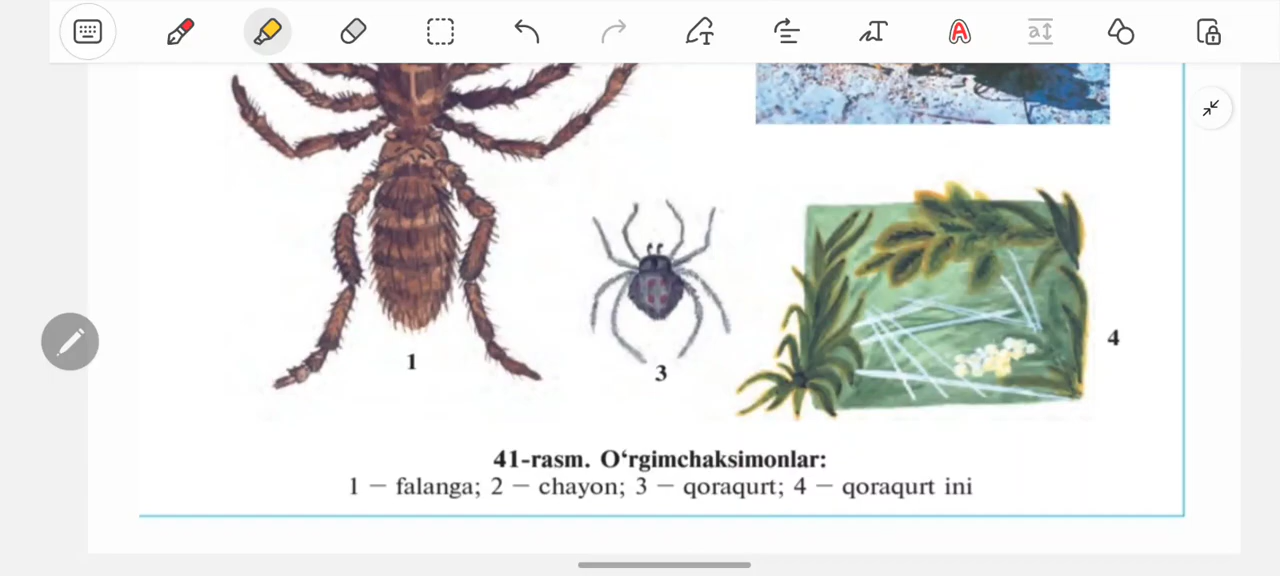 1
3
4
41-rasm. O‘rgimchaksimonlar:
1 — falanga; 2 — chayon; 3 — qoraqurt; 4 — qoraqurt ini